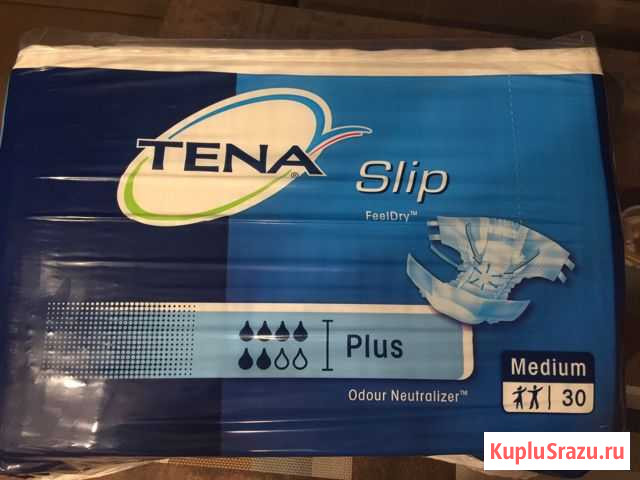 TENA®
Slip
FeelDry™
Plus
Odour Neutralizer™
Medium
30
KupluSrazu.ru